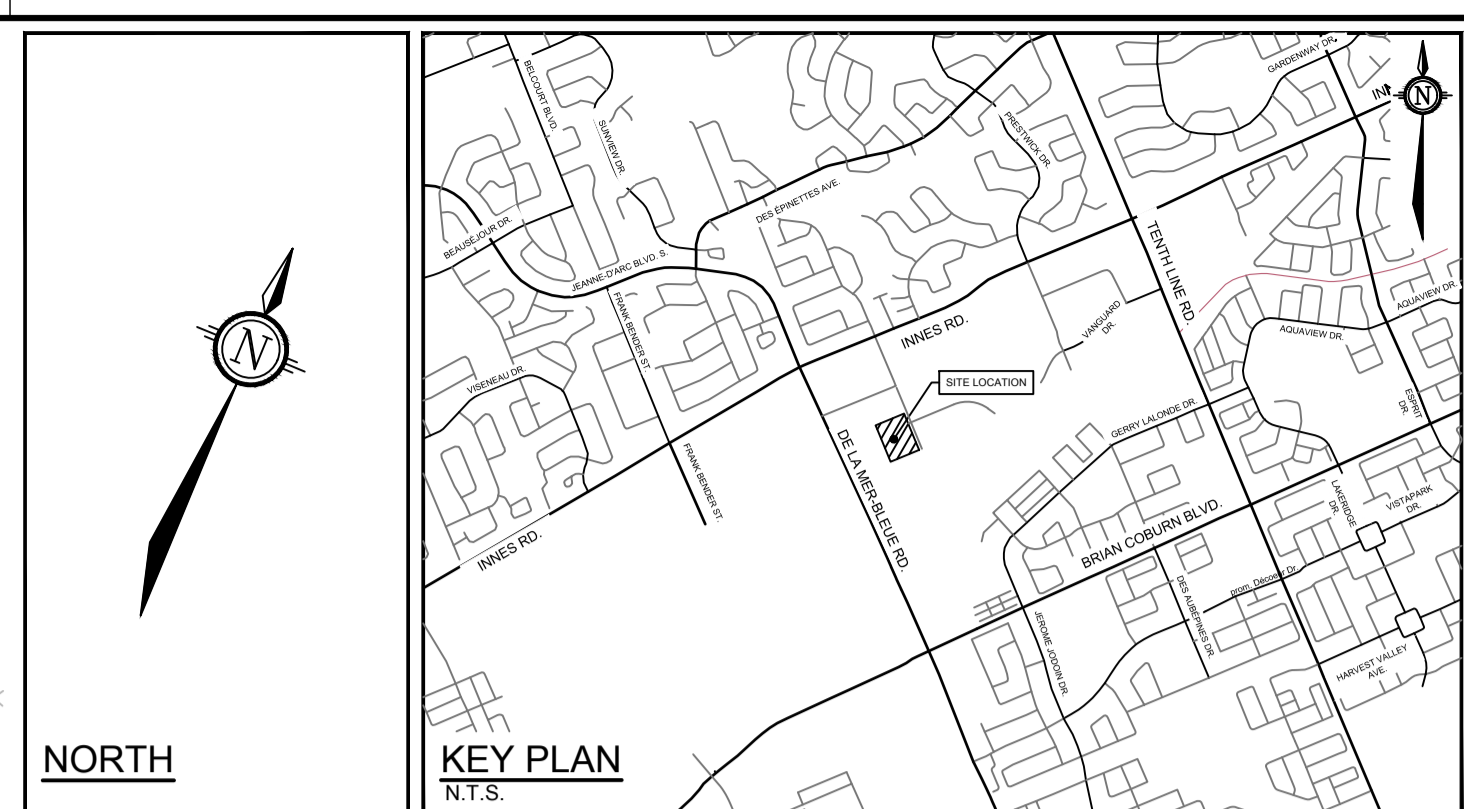 N
NORTH
BELCOURT BLVD.
SUNVIEW DR.
BEAUSÉJOUR DR.
JEANNE-D'ARC BLVD. S.
DES ÉPINETTES AVE.
PRESTWICK DR.
GARDENWAY DR.
N
TENTH LINE RD.
INNES RD.
VANGUARD
DR.
AQUAVIEW DR.
AQUAVIEW DR.
FRANK BENDER ST.
VISENEAU DR.
SITE LOCATION
ESPRIT
DR.
GERRY LALONDE DR.
DE LA MER-BLEUE RD.
FRANK BENDER ST.
INNES RD.
BRIAN COBURN BLVD.
LAKERIDGE
DR.
VISTAPARK
DR.
prom. Décoeur Dr.
DES AUBÉPINES DR.
JEROME JODOIN DR.
HARVEST VALLEY
AVE.
KEY PLAN
N.T.S.